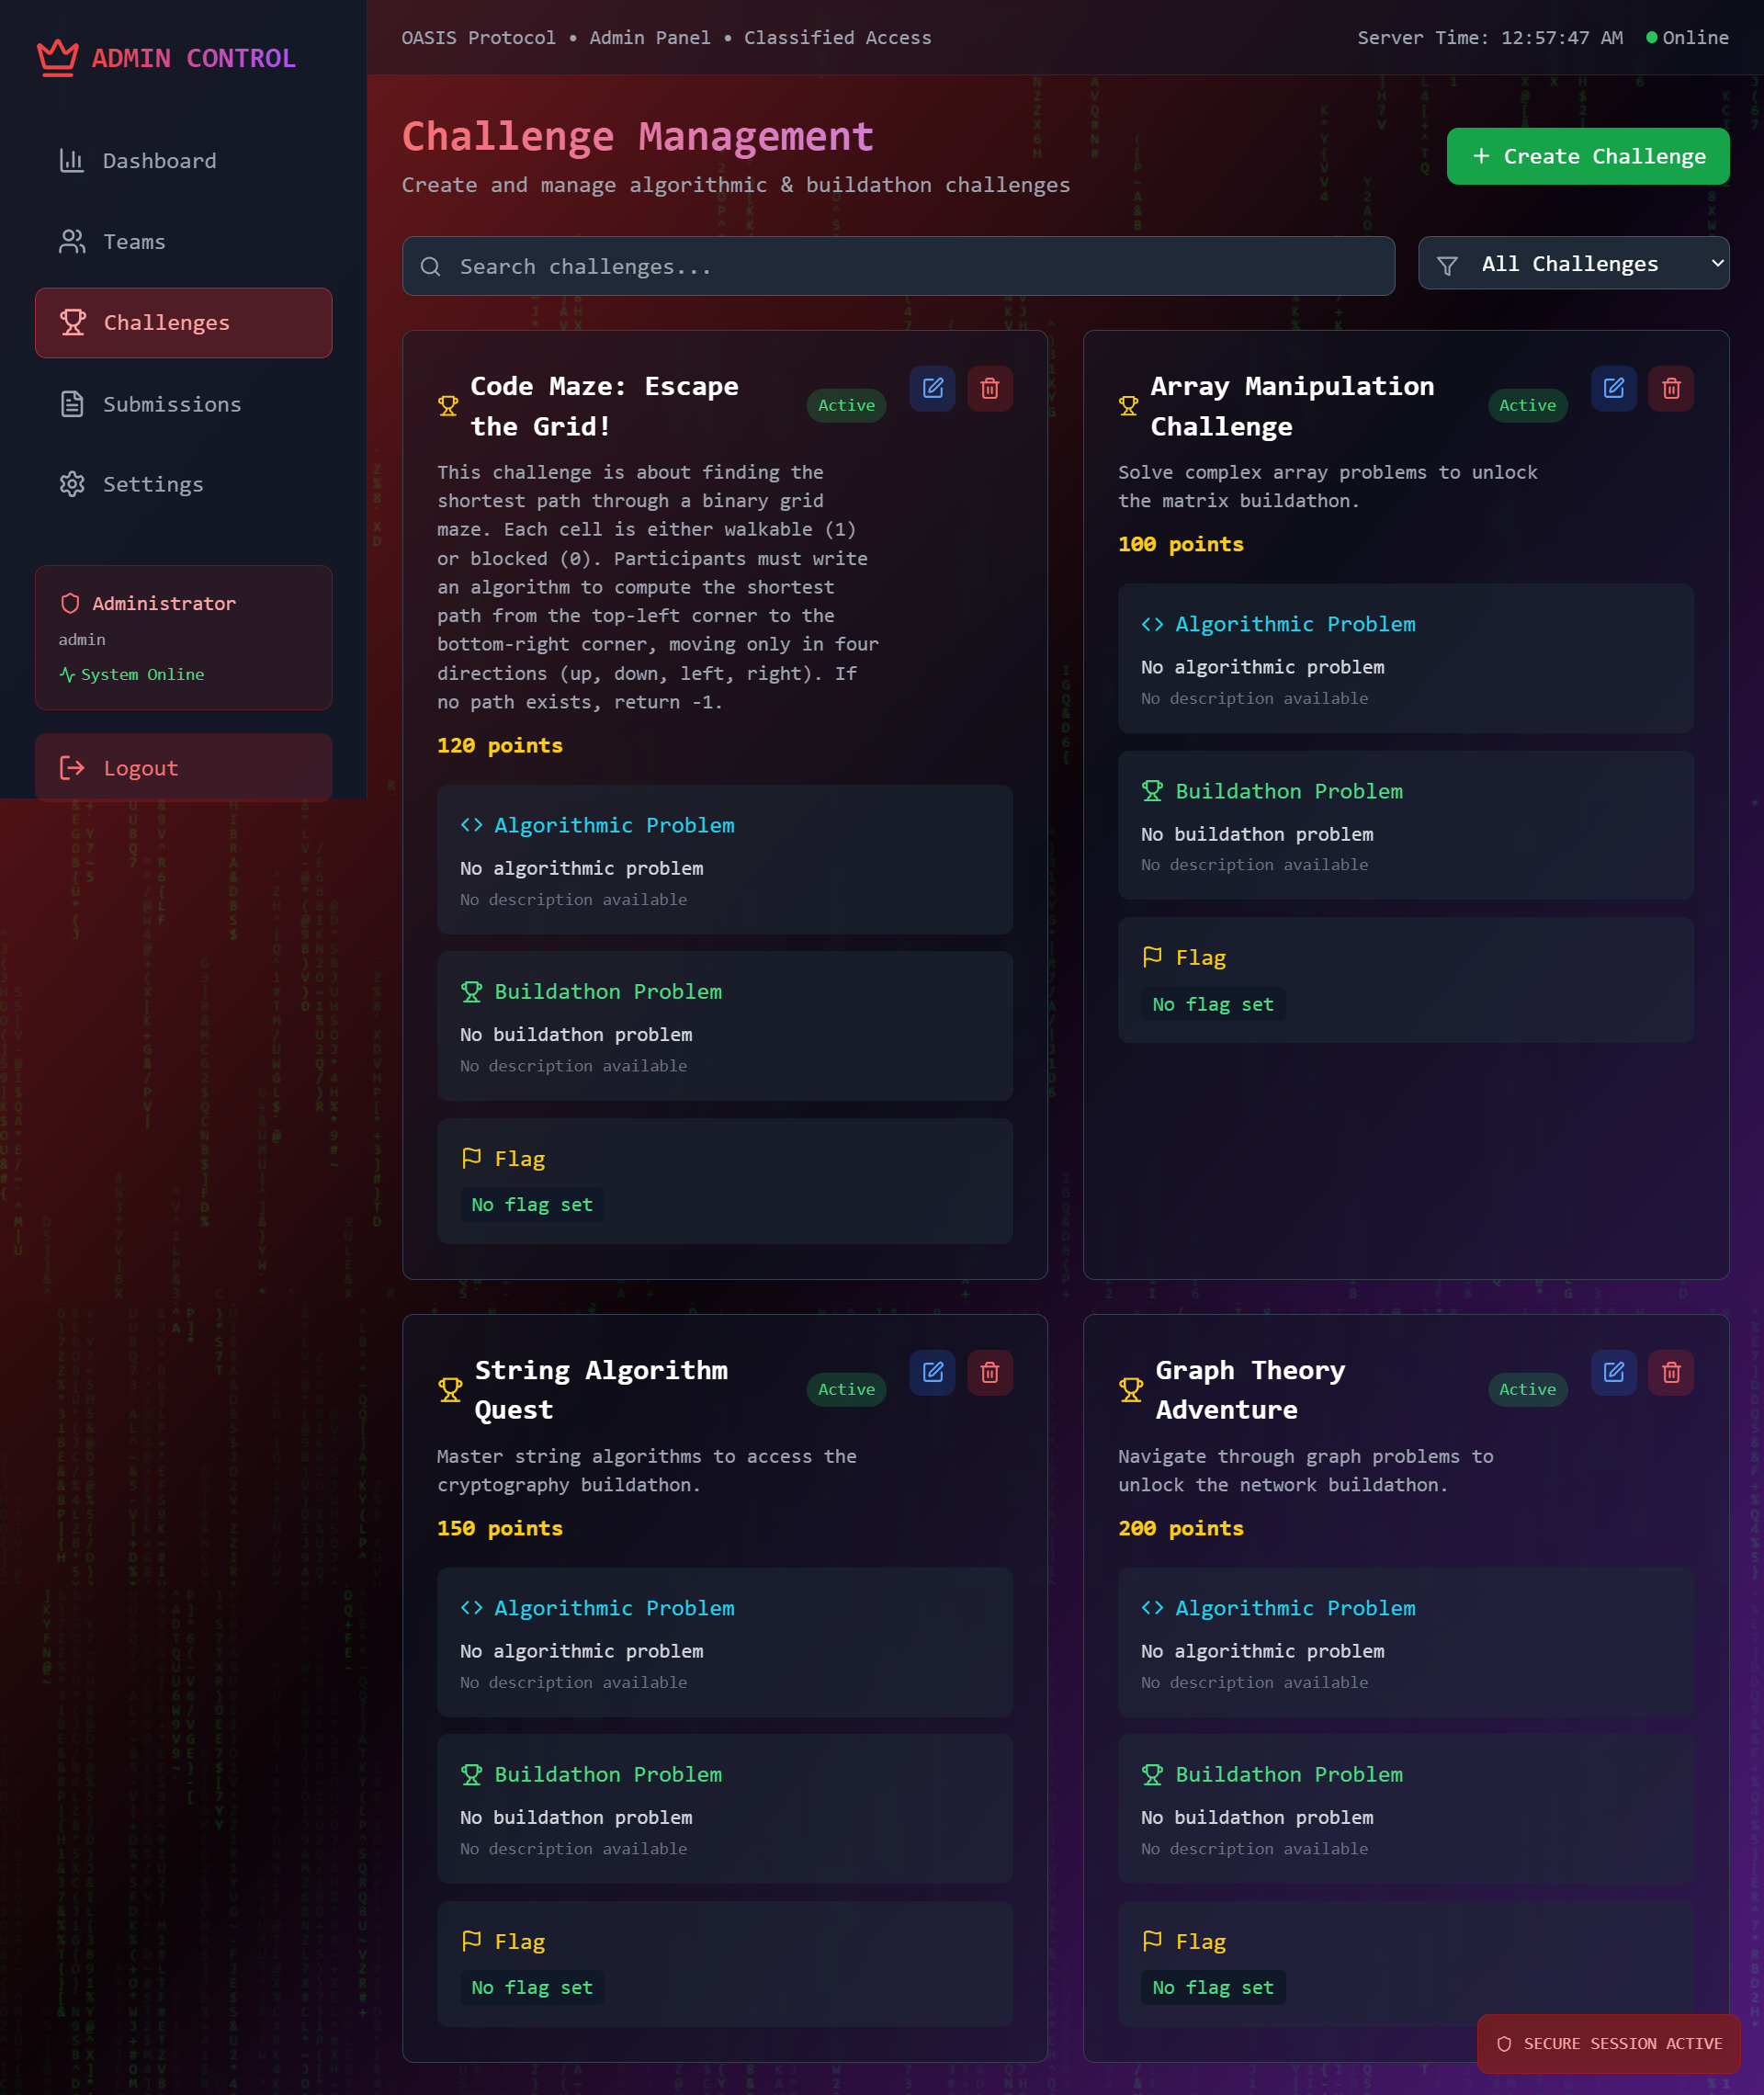 ADMIN CONTROL
Dashboard
Teams
Challenges
Submissions
Settings
Administrator
admin
System Online
Logout
OASIS Protocol • Admin Panel • Classified Access
Server Time: 12:57:47 AM
Online
Challenge Management
Create and manage algorithmic & buildathon challenges
+ Create Challenge
Search challenges...
All Challenges
Code Maze: Escape
the Grid!
Active
This challenge is about finding the
shortest path through a binary grid
maze. Each cell is either walkable (1)
or blocked (0). Participants must write
an algorithm to compute the shortest
path from the top-left corner to the
bottom-right corner, moving only in four
directions (up, down, left, right). If
no path exists, return -1.
120 points
Algorithmic Problem
No algorithmic problem
No description available
Buildathon Problem
No buildathon problem
No description available
Flag
No flag set
Array Manipulation
Challenge
Active
Solve complex array problems to unlock
the matrix buildathon.
100 points
Algorithmic Problem
No algorithmic problem
No description available
Buildathon Problem
No buildathon problem
No description available
Flag
No flag set
String Algorithm
Quest
Active
Master string algorithms to access the
cryptography buildathon.
150 points
Algorithmic Problem
No algorithmic problem
No description available
Buildathon Problem
No buildathon problem
No description available
Flag
No flag set
Graph Theory
Adventure
Active
Navigate through graph problems to
unlock the network buildathon.
200 points
Algorithmic Problem
No algorithmic problem
No description available
Buildathon Problem
No buildathon problem
No description available
Flag
No flag set
SECURE SESSION ACTIVE